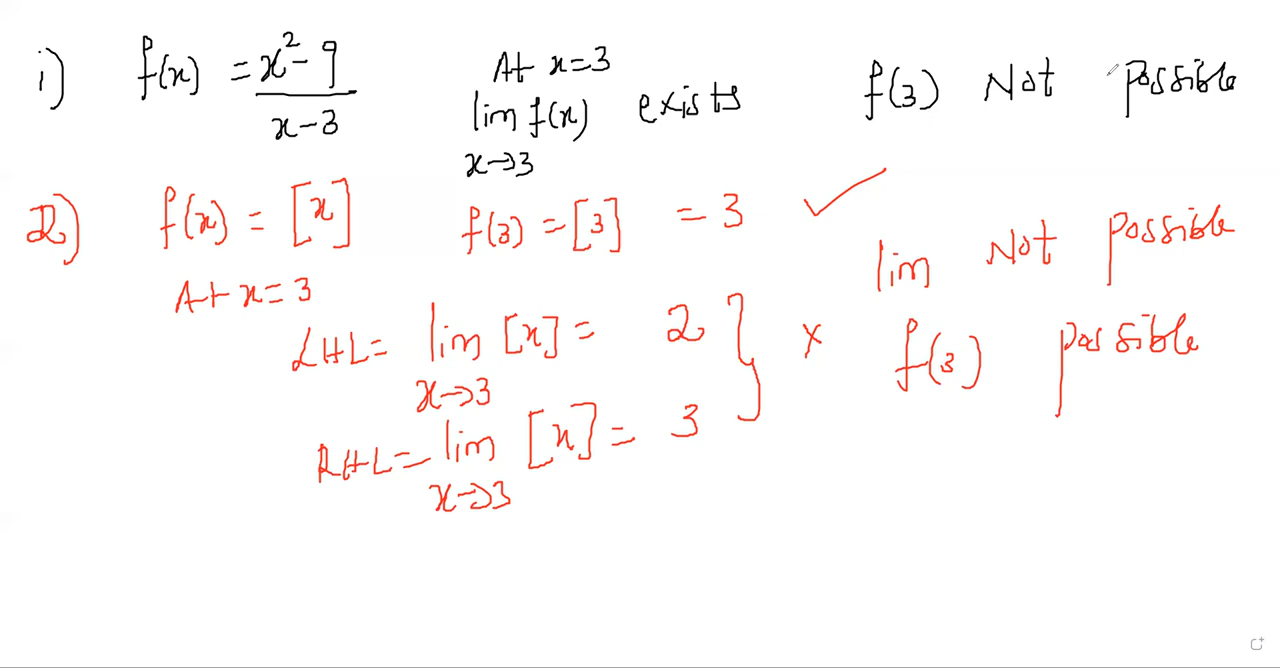 i) f(x) = x² - 9 / x - 3 At x = 3 f(3) Not possible
lim f(x) exists
x→3
2) f(x) = [x] f(3) = [3] = 3 ✓
At x = 3 lim Not possible
LHL = lim [x] = 2 } × f(3) possible
x→3
RHL = lim [x] = 3
x→3